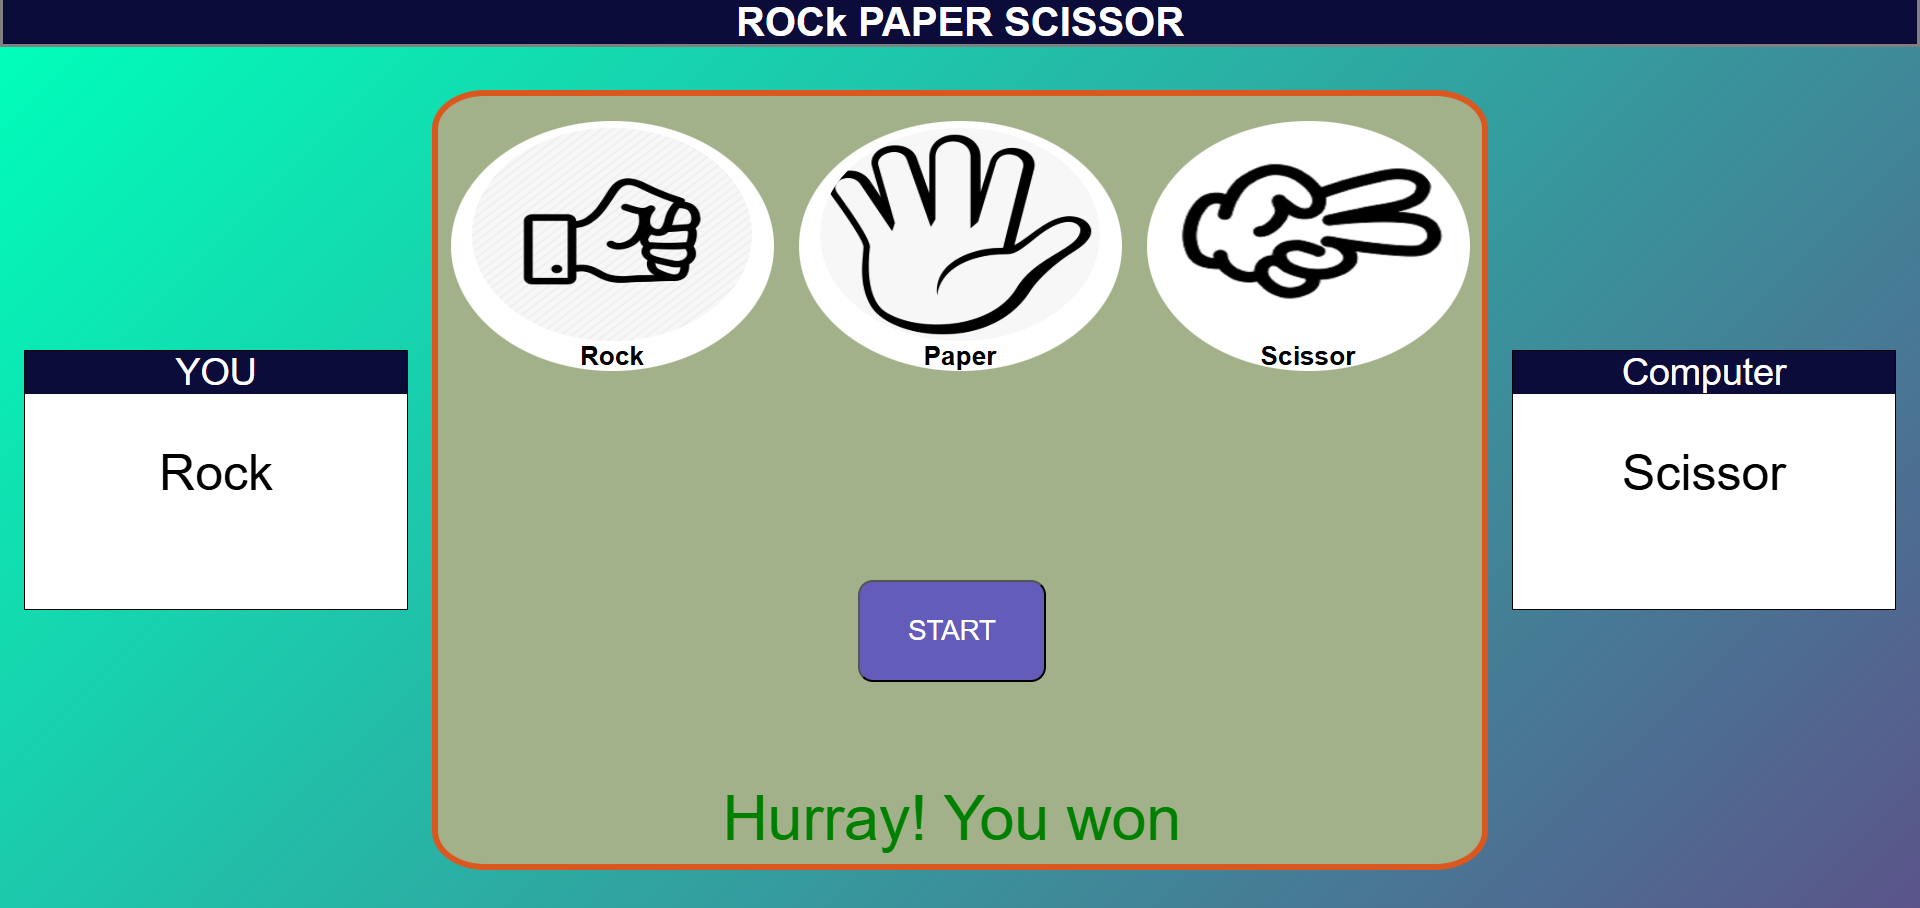 ROCk PAPER SCISSOR
Rock
Paper
Scissor
YOU
Rock
Computer
Scissor
START
Hurray! You won